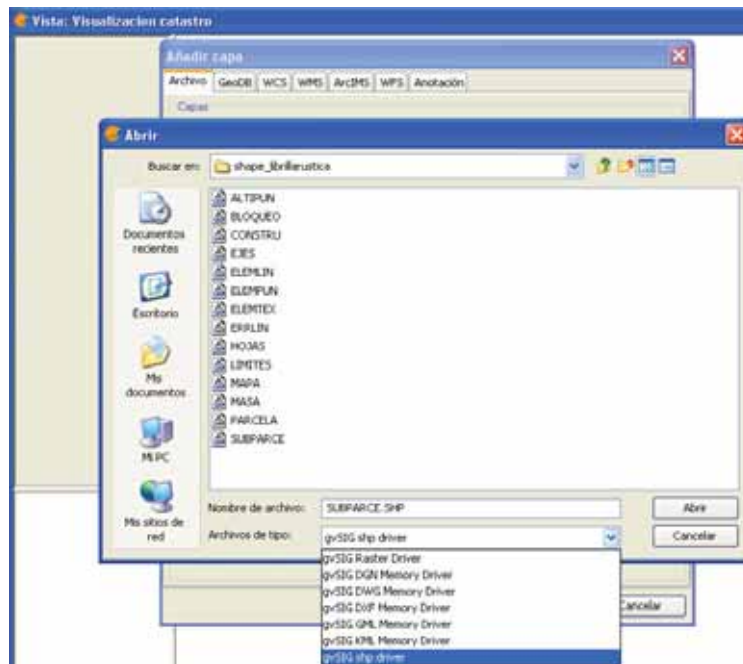 Vista: Visualizacion catastro
Añadir capa
Archivo GeoDB WCS WMS ArcIMS WFS Anotación
Capas
Abrir
Buscar en: shape_librillarustica
ALTIPUN
BLOQUEO
CONSTRU
EJES
ELEMLIN
ELEMPUN
ELEMTEX
ERRLIN
HOJAS
LIMITES
MAPA
MASA
PARCELA
SUBPARCE
Documentos recientes
Escritorio
Mis documentos
Mi PC
Mis sitios de red
Nombre de archivo: SUBPARCE.SHP Abrir
Archivos de tipo: gvSIG shp driver Cancelar
gvSIG Raster Driver
gvSIG DGN Memory Driver
gvSIG DWG Memory Driver
gvSIG DXF Memory Driver
gvSIG GML Memory Driver
gvSIG KML Memory Driver
gvSIG shp driver
Cancelar